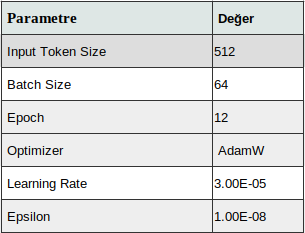 Parametre Değer
Input Token Size 512
Batch Size 64
Epoch 12
Optimizer AdamW
Learning Rate 3.00E-05
Epsilon 1.00E-08